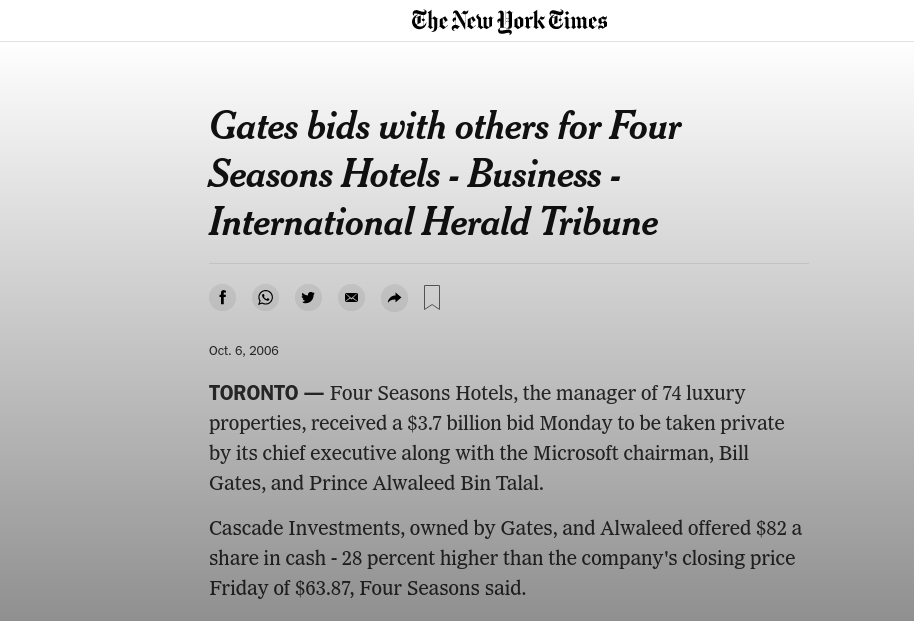 The New York Times
Gates bids with others for Four
Seasons Hotels - Business -
International Herald Tribune
Oct. 6, 2006
TORONTO — Four Seasons Hotels, the manager of 74 luxury
properties, received a $3.7 billion bid Monday to be taken private
by its chief executive along with the Microsoft chairman, Bill
Gates, and Prince Alwaleed Bin Talal.
Cascade Investments, owned by Gates, and Alwaleed offered $82 a
share in cash - 28 percent higher than the company's closing price
Friday of $63.87, Four Seasons said.